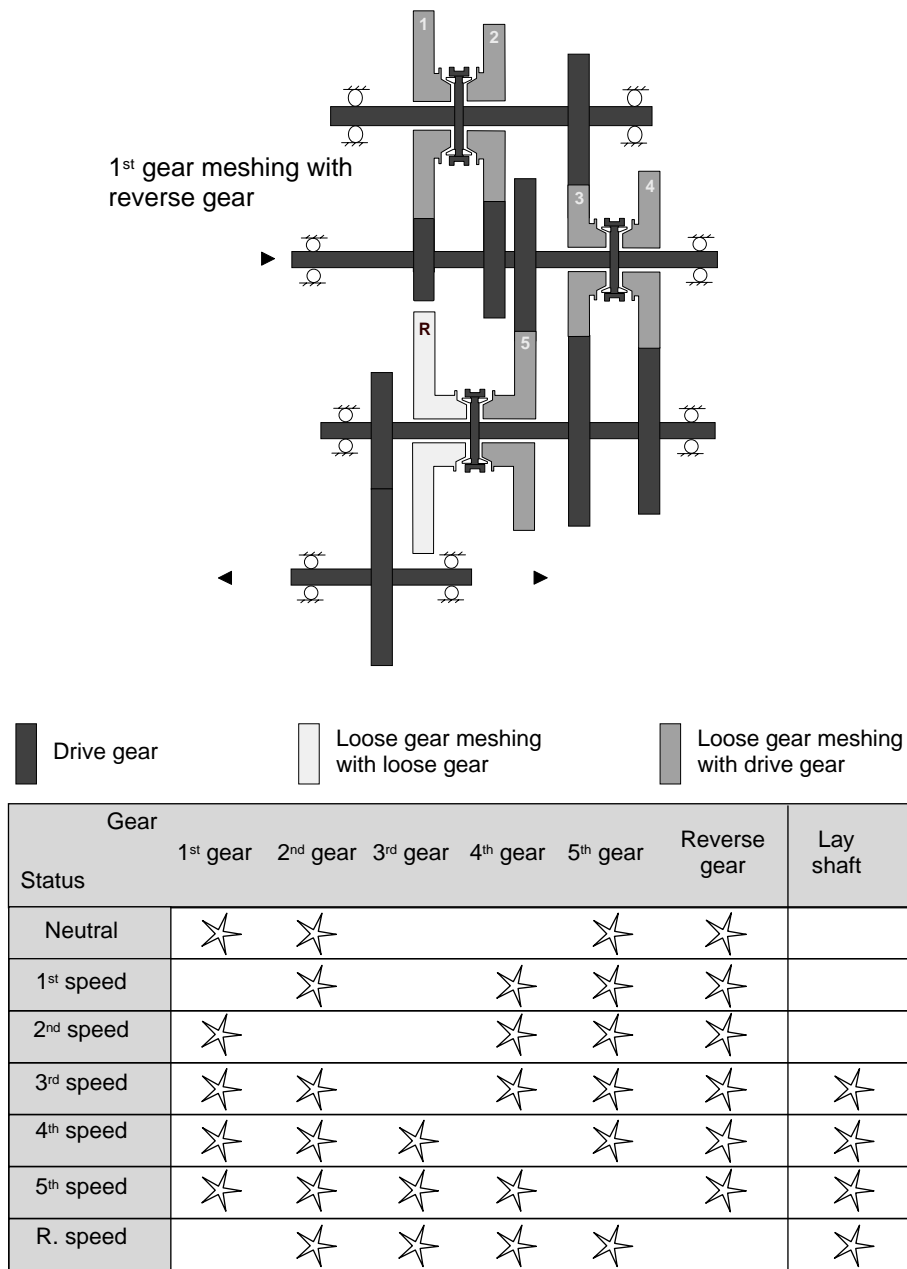 1
2
1st gear meshing with
reverse gear
3
4
R
5
Drive gear
Loose gear meshing
with loose gear
Loose gear meshing
with drive gear
Gear
Status
1st gear
2nd gear
3rd gear
4th gear
5th gear
Reverse
gear
Lay
shaft
Neutral
1st speed
2nd speed
3rd speed
4th speed
5th speed
R. speed